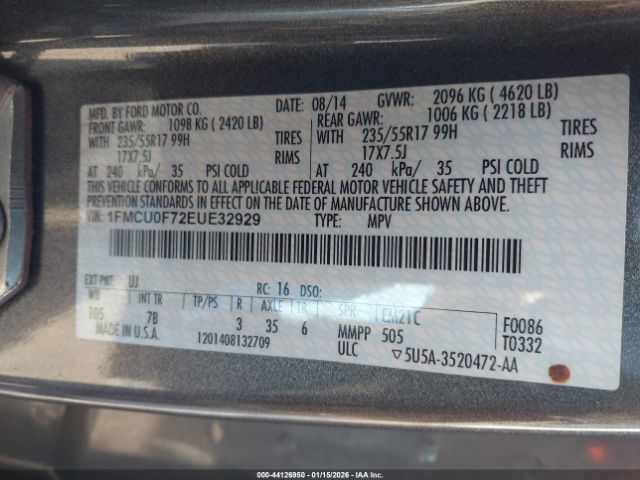 MFD. BY FORD MOTOR CO.
DATE: 08/14 GVWR: 2096 KG ( 4620 LB)
FRONT GAWR: 1098 KG ( 2420 LB)
REAR GAWR: 1006 KG ( 2218 LB)
WITH 235/55R17 99H TIRES
WITH 235/55R17 99H TIRES
17X7.5J RIMS
17X7.5J RIMS
AT 240 kPa/ 35 PSI COLD
AT 240 kPa/ 35 PSI COLD
THIS VEHICLE CONFORMS TO ALL APPLICABLE FEDERAL MOTOR VEHICLE SAFETY AND THEFT
PREVENTION STANDARDS IN EFFECT ON THE DATE OF MANUFACTURE SHOWN ABOVE.
VIN: 1FMCU0F72EUE32929 TYPE: MPV
EXT PNT: UJ RC: 16 DSO:
WB INT TR TP/PS R AXLE TR SPR EM21C F0086
105 7B 3 35 6 MMPP 505 T0332
MADE IN U.S.A. 1201408132709 ULC ▽5U5A-3520472-AA
000-44126950 | 01/15/2026 | IAA INC.